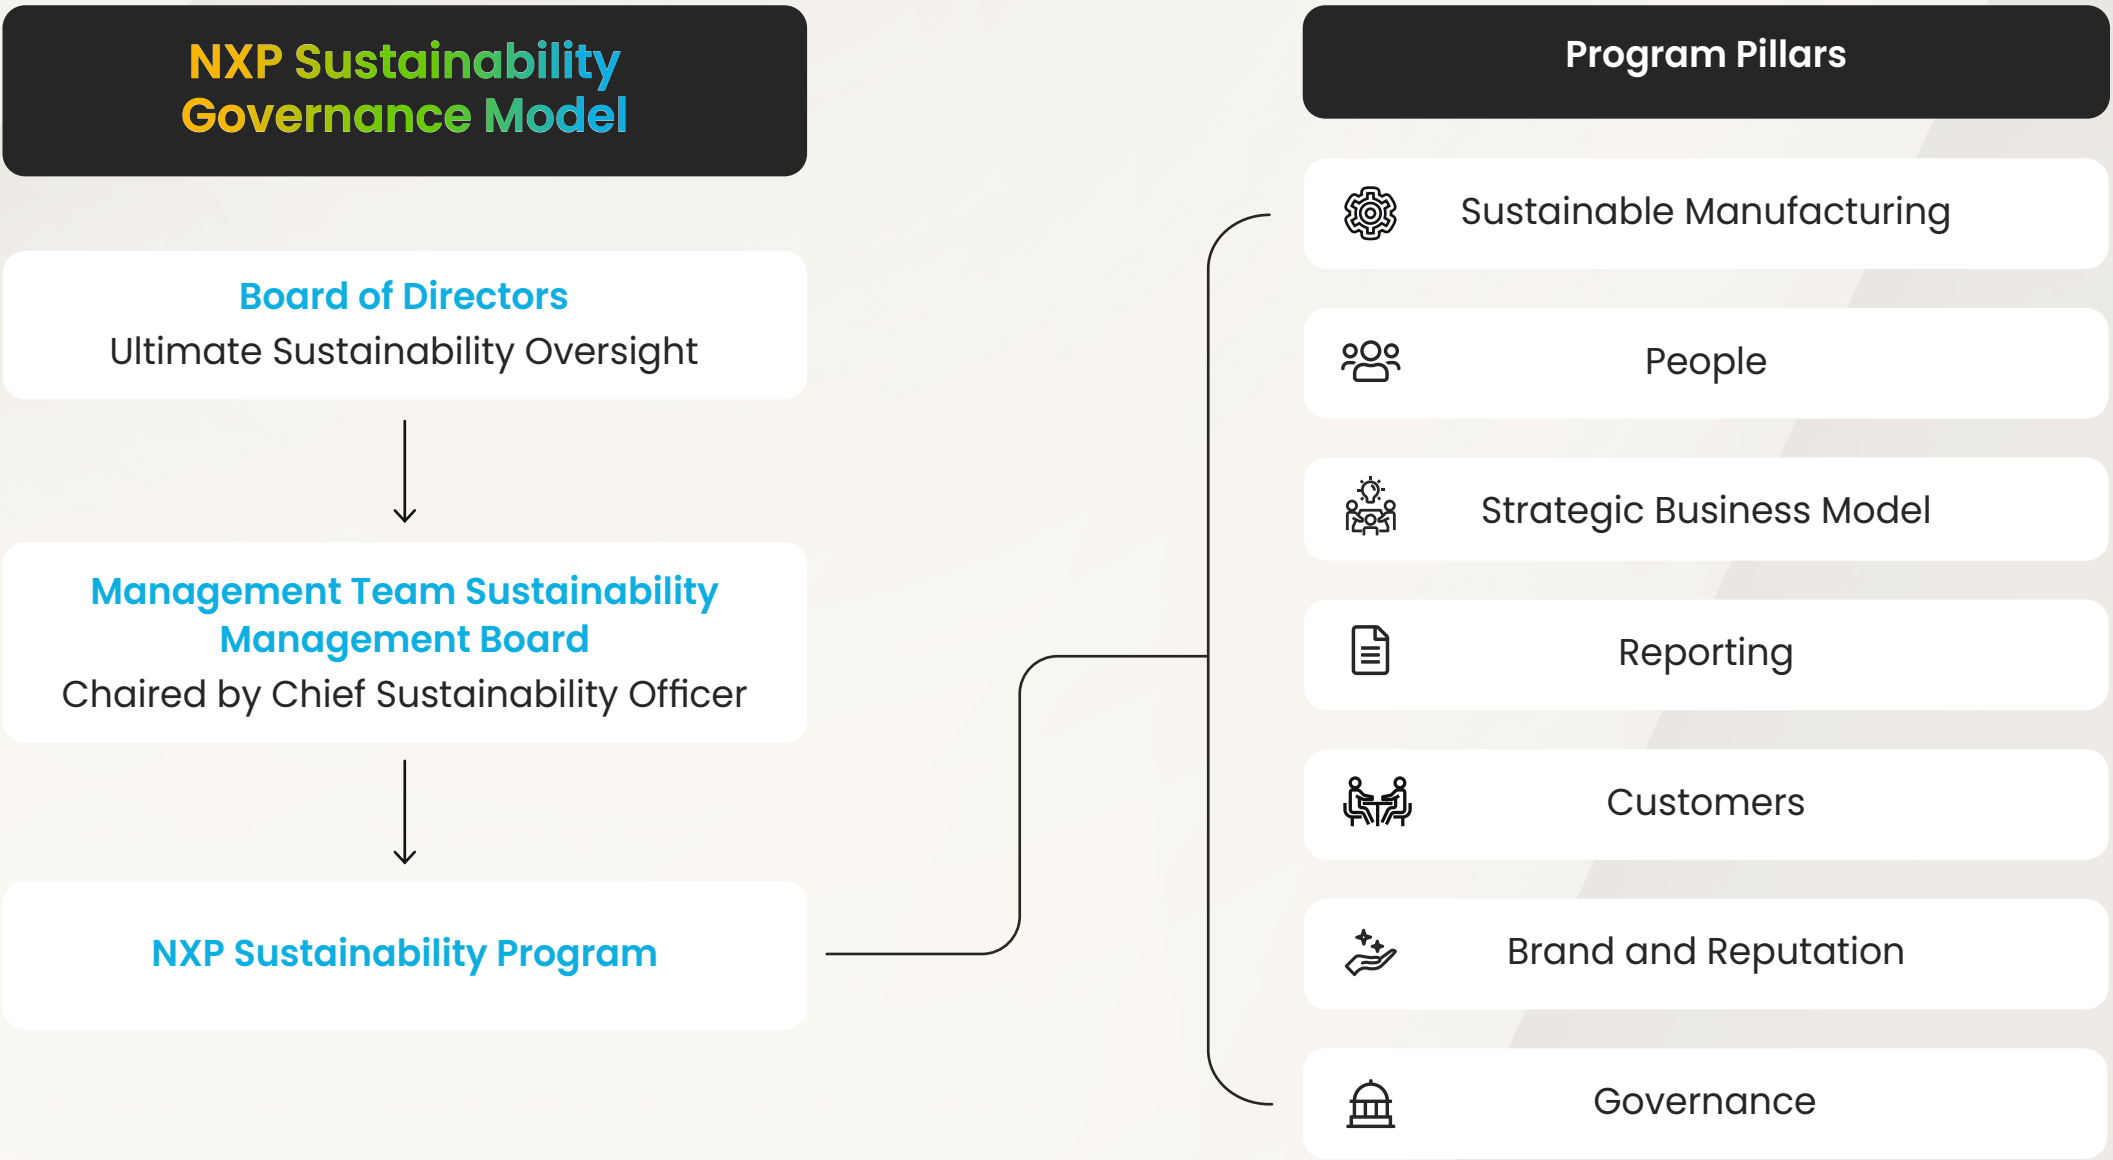 NXP Sustainability
Governance Model
Board of Directors
Ultimate Sustainability Oversight
Management Team Sustainability
Management Board
Chaired by Chief Sustainability Officer
NXP Sustainability Program
Program Pillars
Sustainable Manufacturing
People
Strategic Business Model
Reporting
Customers
Brand and Reputation
Governance